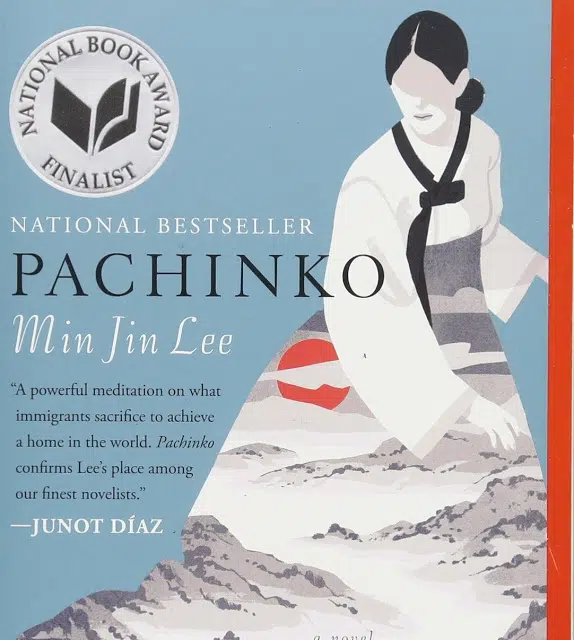 NATIONAL BOOK AWARD
FINALIST
NATIONAL BESTSELLER
PACHINKO
Min Jin Lee
“A powerful meditation on what
immigrants sacrifice to achieve
a home in the world. Pachinko
confirms Lee’s place among
our finest novelists.”
—JUNOT DÍAZ
a novel